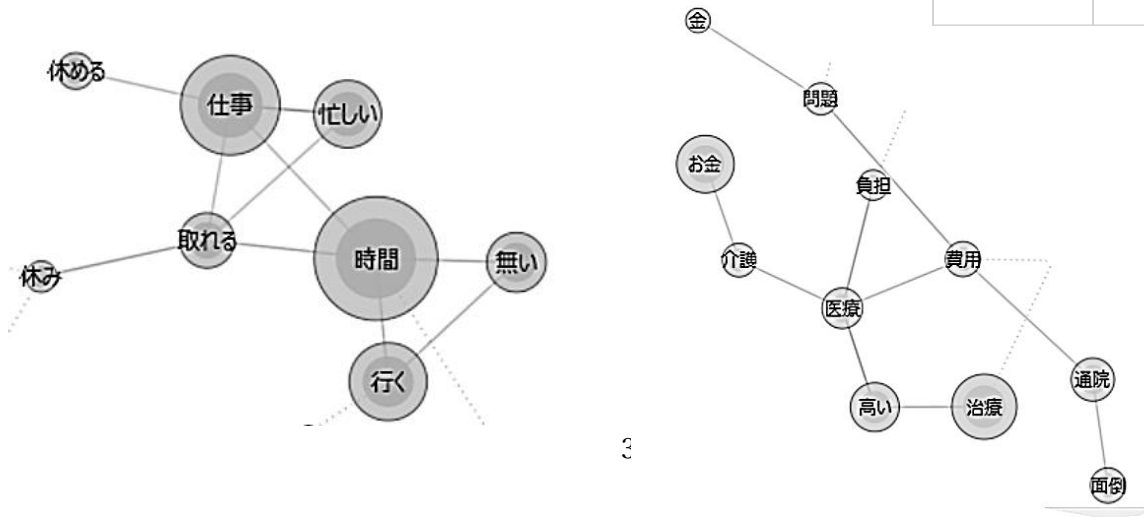 休める
仕事
忙しい
取れる
休み
時間
無い
行く
3
金
問題
お金
負担
介護
費用
医療
高い
治療
通院
面倒